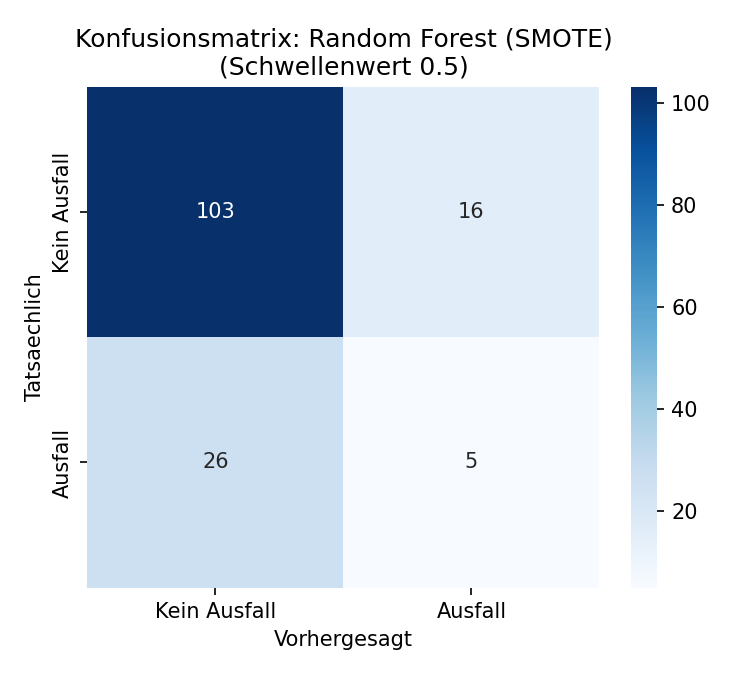 Konfusionsmatrix: Random Forest (SMOTE)
(Schwellenwert 0.5)
Tatsaechlich
Kein Ausfall
103
16
Ausfall
26
5
Kein Ausfall
Ausfall
Vorhergesagt
100
80
60
40
20